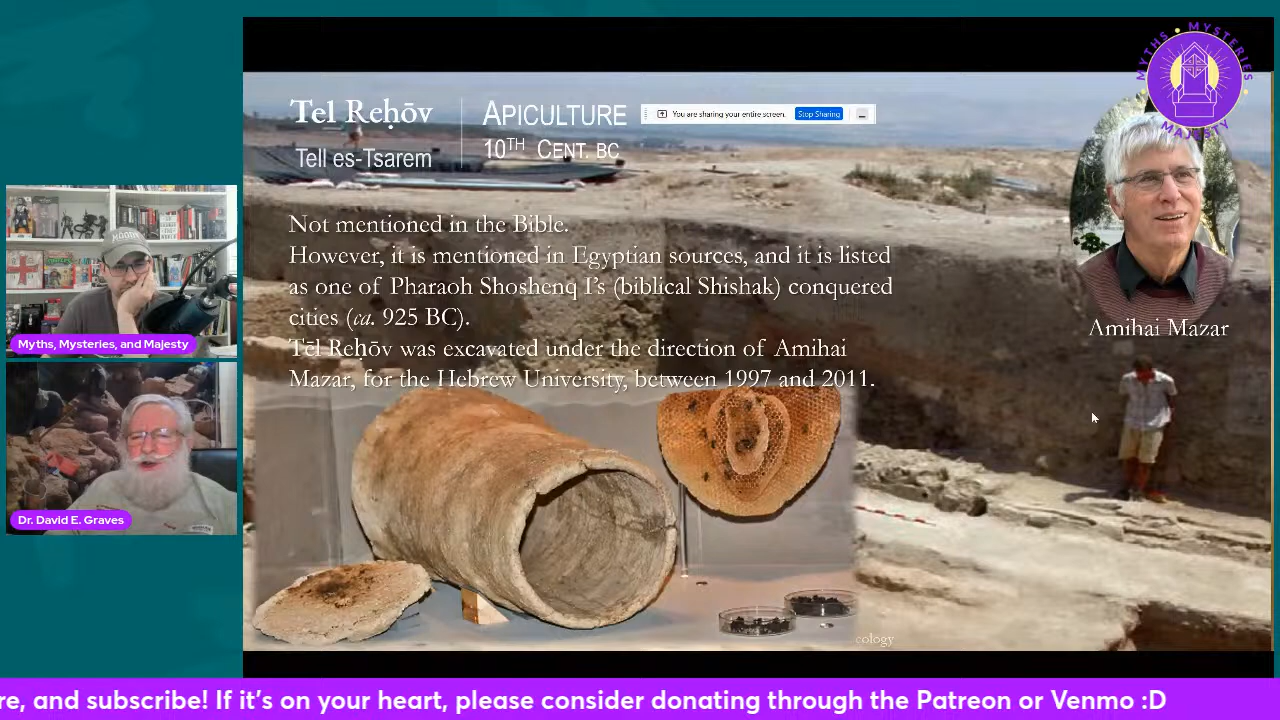 MYTHS • MYSTERIES
MAJESTY
Tel Reḥōv
Tell es-Tsarem
APICULTURE
10TH CENT. BC
You are sharing your entire screen.
Stop Sharing
Not mentioned in the Bible.
However, it is mentioned in Egyptian sources, and it is listed
as one of Pharaoh Shoshenq I's (biblical Shishak) conquered
cities (ca. 925 BC).
Tēl Reḥōv was excavated under the direction of Amihai
Mazar, for the Hebrew University, between 1997 and 2011.
Amihai Mazar
Myths, Mysteries, and Majesty
Dr. David E. Graves
cology
re, and subscribe! If it's on your heart, please consider donating through the Patreon or Venmo :D